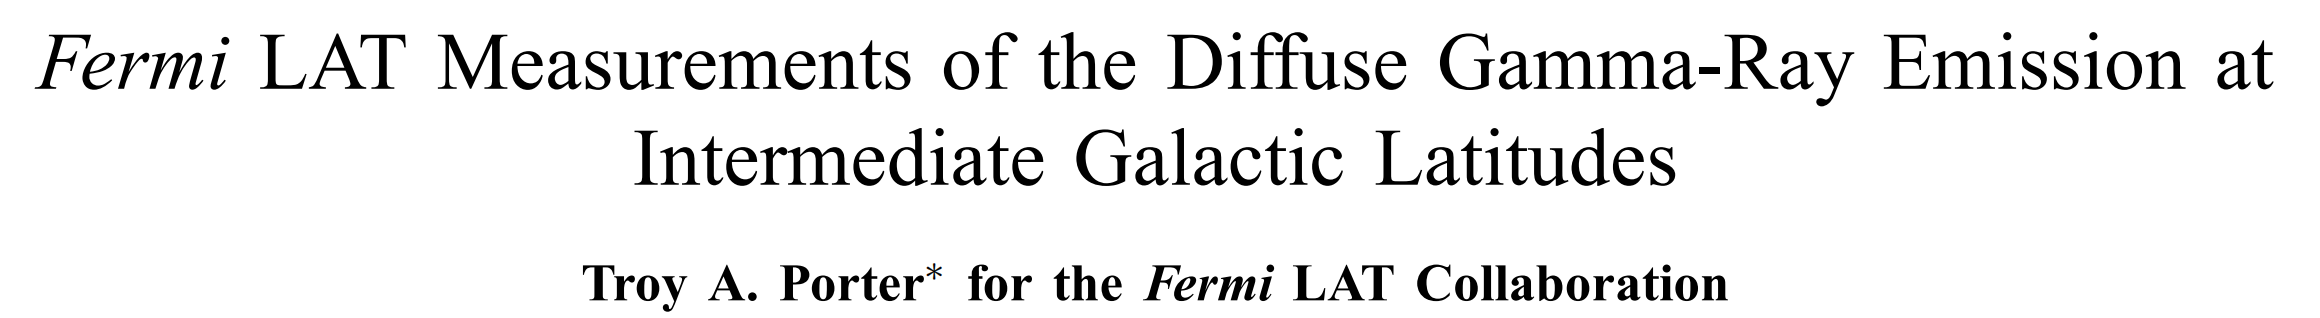 Fermi LAT Measurements of the Diffuse Gamma-Ray Emission at
Intermediate Galactic Latitudes
Troy A. Porter* for the Fermi LAT Collaboration